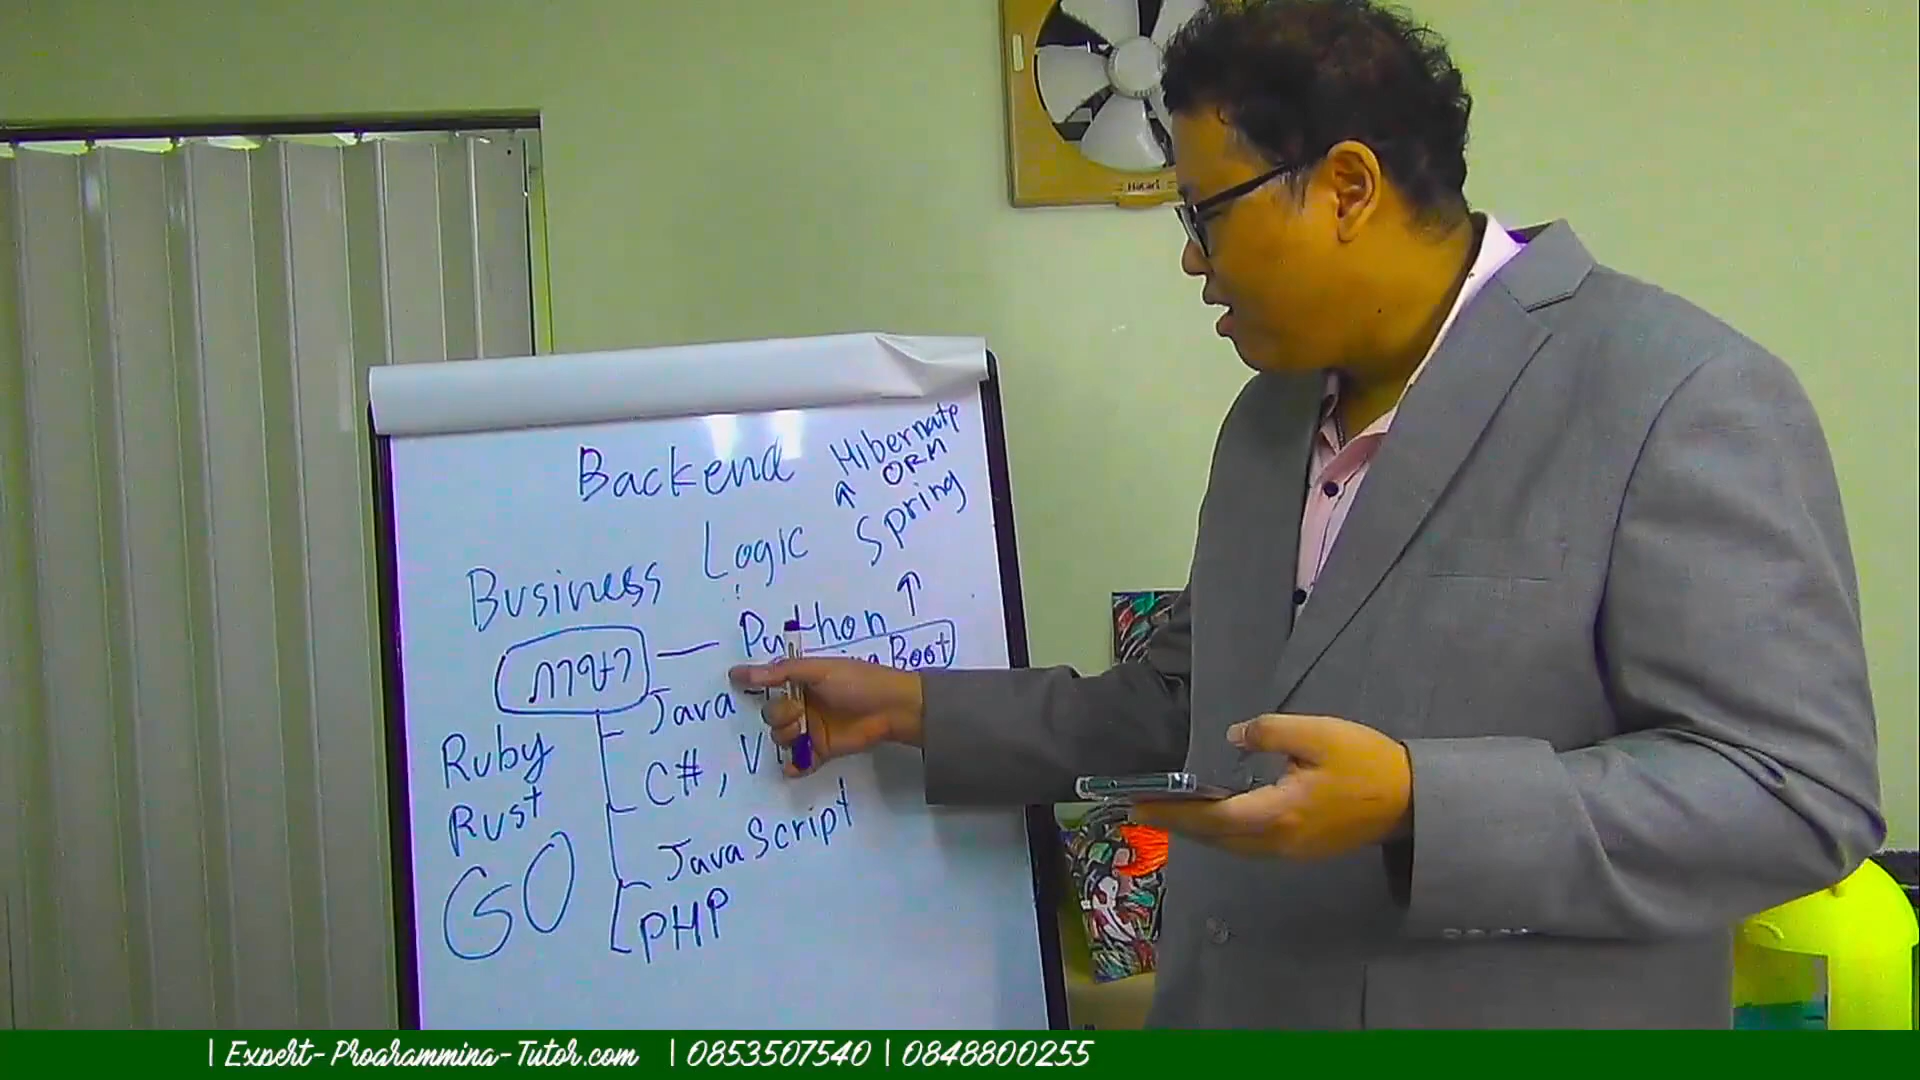 Hatari
Backend
Hibernate
ORM
Spring
Business Logic
ภาษา
Python
Boot
Java
C#, V
JavaScript
PHP
Ruby
Rust
GO
| Expert-Programming-Tutor.com | 0853507540 | 0848800255